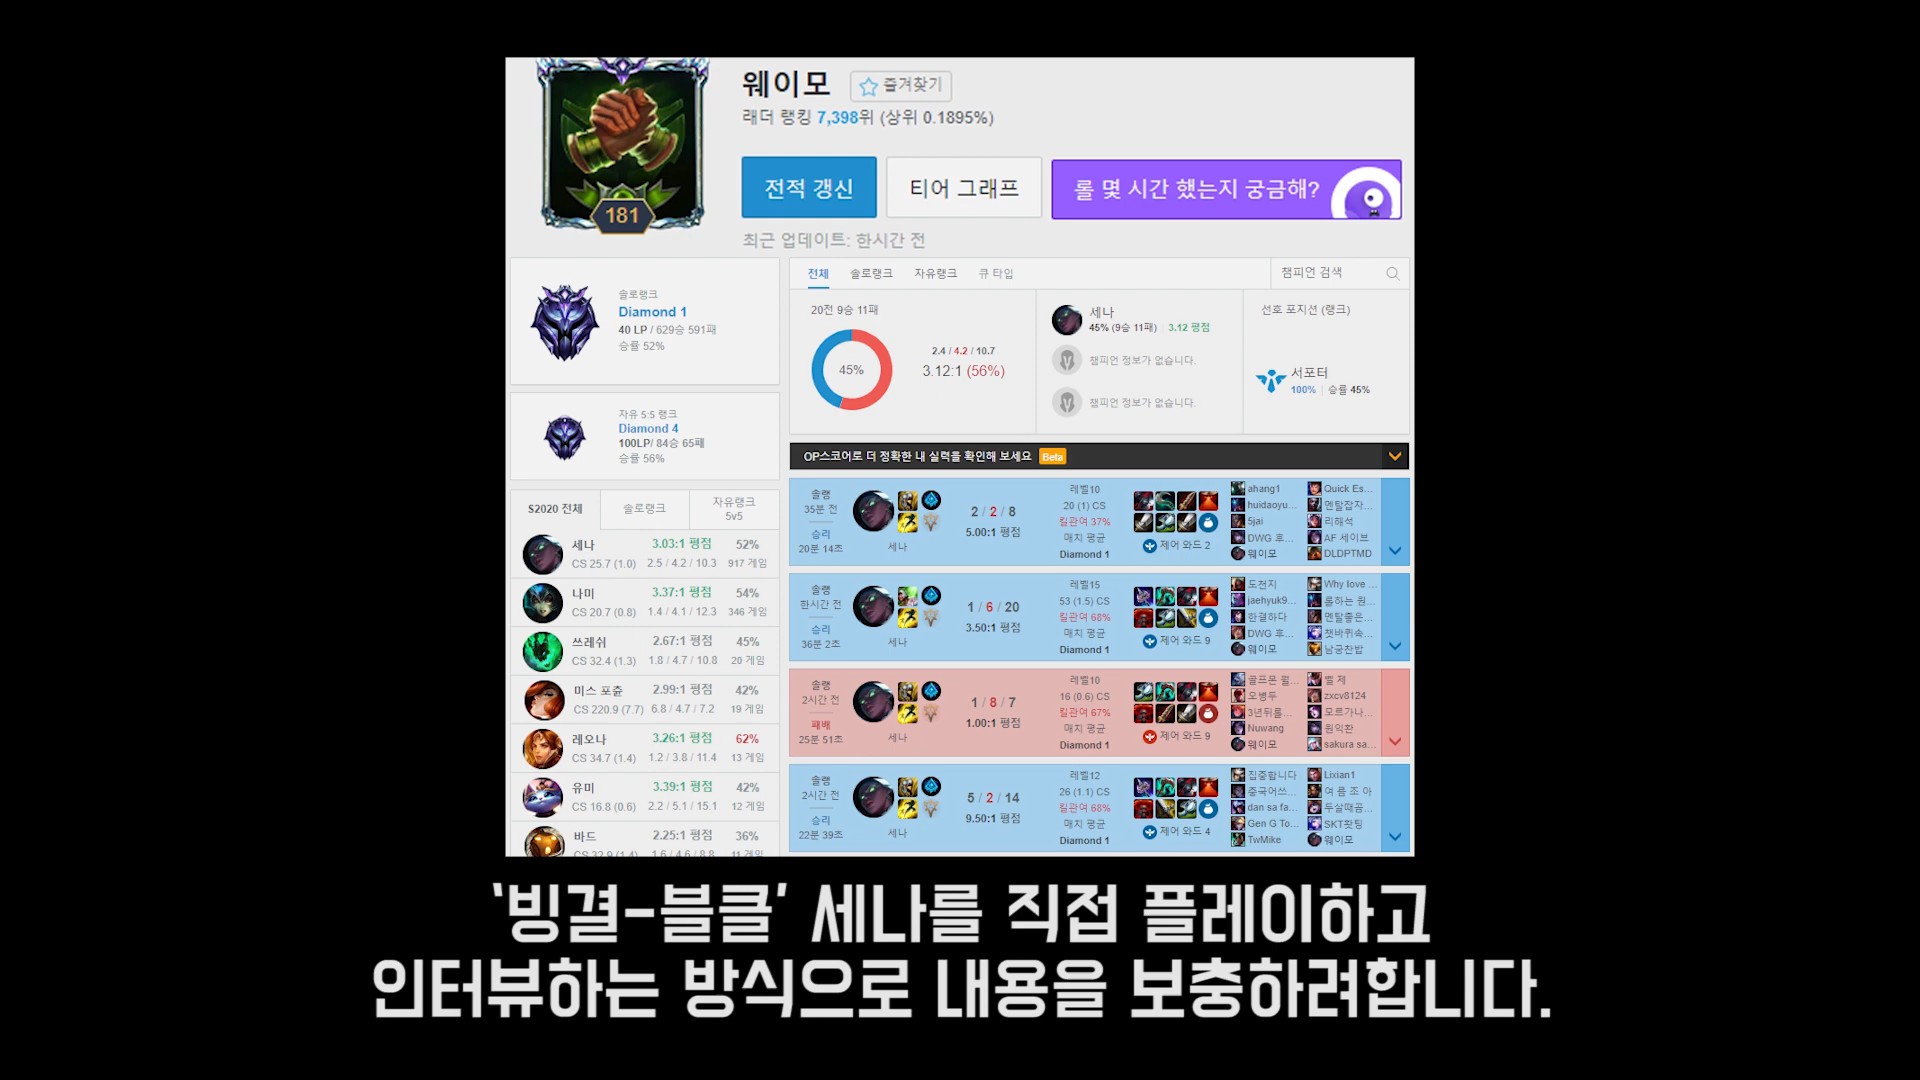 웨이모 즐겨찾기
래더 랭킹 7,398위 (상위 0.1895%)
181
전적 갱신 티어 그래프 롤 몇 시간 했는지 궁금해?
최근 업데이트: 한시간 전
솔로랭크
Diamond 1
40 LP / 629승 591패
승률 52%
자유 5:5 랭크
Diamond 4
100LP/ 84승 65패
승률 56%
S2020 전체 솔로랭크 자유랭크 5v5
세나 3.03:1 평점 52%
CS 25.7 (1.0) 2.5 / 4.2 / 10.3 917 게임
나미 3.37:1 평점 54%
CS 20.7 (0.8) 1.4 / 4.1 / 12.3 346 게임
쓰레쉬 2.67:1 평점 45%
CS 32.4 (1.3) 1.8 / 4.7 / 10.8 20 게임
미스 포츈 2.99:1 평점 42%
CS 220.9 (7.7) 6.8 / 4.7 / 7.2 19 게임
레오나 3.26:1 평점 62%
CS 34.7 (1.4) 1.2 / 3.8 / 11.4 13 게임
유미 3.39:1 평점 42%
CS 16.8 (0.6) 2.2 / 5.1 / 15.1 12 게임
바드 2.25:1 평점 36%
CS 32.9 (1.4) 1.6 / 4.6 / 8.8 11 게임
전체 솔로랭크 자유랭크 큐 타입 챔피언 검색
20전 9승 11패
45%
2.4 / 4.2 / 10.7
3.12:1 (56%)
세나
45% (9승 11패) 3.12 평점
챔피언 정보가 없습니다.
챔피언 정보가 없습니다.
선호 포지션 (랭크)
서포터
100% 승률 45%
OP스코어로 더 정확한 내 실력을 확인해 보세요 Beta
솔랭
35분 전
승리
20분 14초
세나
2 / 2 / 8
5.00:1 평점
레벨10
20 (1) CS
킬관여 37%
매치 평균
Diamond 1
제어 와드 2
ahang1 Quick Es...
huidaoyu... 멘탈잡자...
5jai 리해석
DWG 후... AF 세이브
웨이모 DLDPTMD
솔랭
한시간 전
승리
36분 2초
세나
1 / 6 / 20
3.50:1 평점
레벨15
53 (1.5) CS
킬관여 68%
매치 평균
Diamond 1
제어 와드 9
도전지 Why love ...
jaehyuk9... 롤하는 원...
한결하다 멘탈좋은...
DWG 후... 챗바퀴속...
웨이모 남궁찬밥
솔랭
2시간 전
패배
25분 51초
세나
1 / 8 / 7
1.00:1 평점
레벨10
16 (0.6) CS
킬관여 67%
매치 평균
Diamond 1
제어 와드 9
골프몬 월... 벨 제
오병두 zxcv8124
3년뒤롤... 모르가나...
Nuwang 원익환
웨이모 sakura sa...
솔랭
2시간 전
승리
22분 39초
세나
5 / 2 / 14
9.50:1 평점
레벨12
26 (1.1) CS
킬관여 68%
매치 평균
Diamond 1
제어 와드 4
집중합니다 Lixian1
중국어쓰... 여 름 조 아
dan sa fa... 두살때곰...
Gen G To... SKT팟팅
TwMike 웨이모
'빙결-블클' 세나를 직접 플레이하고
인터뷰하는 방식으로 내용을 보충하려합니다.